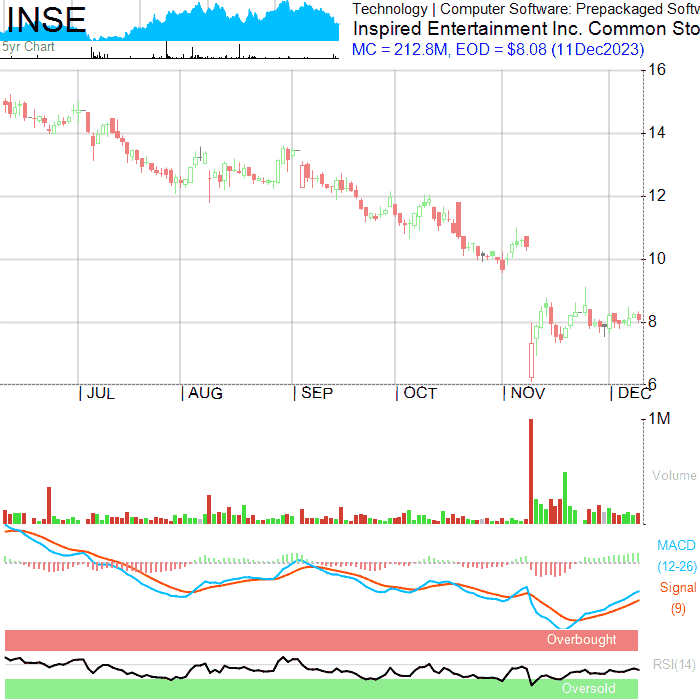 INSE
5yr Chart
Technology | Computer Software: Prepackaged Softw
Inspired Entertainment Inc. Common Sto
MC = 212.8M, EOD = $8.08 (11Dec2023)
16
14
12
10
8
6
JUL AUG SEP OCT NOV DEC
1M
Volume
MACD
(12-26)
Signal
(9)
Overbought
RSI(14)
Oversold